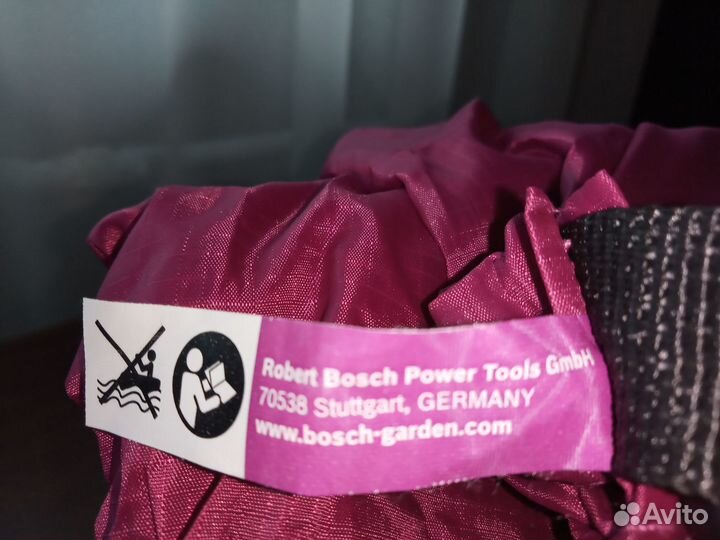 Robert Bosch Power Tools GmbH
70538 Stuttgart, GERMANY
www.bosch-garden.com
Avito